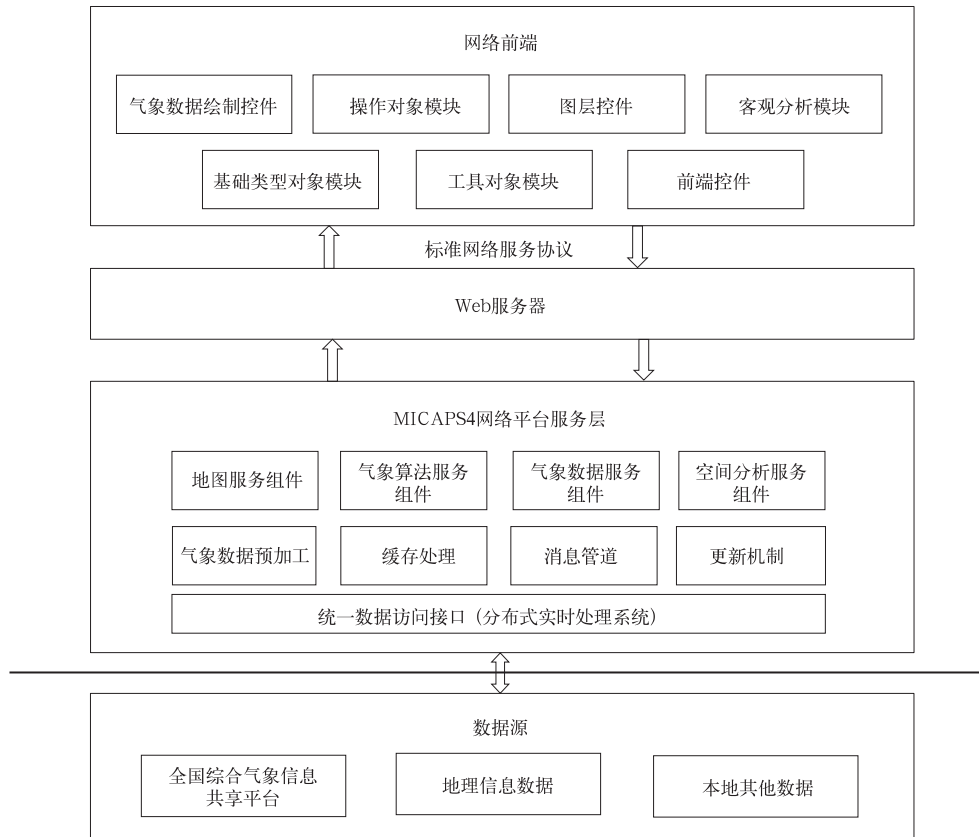 网络前端
气象数据绘制控件
操作对象模块
图层控件
客观分析模块
基础类型对象模块
工具对象模块
前端控件
标准网络服务协议
Web服务器
MICAPS4网络平台服务层
地图服务组件
气象算法服务
组件
气象数据服务
组件
空间分析服务
组件
气象数据预加工
缓存处理
消息管道
更新机制
统一数据访问接口（分布式实时处理系统）
数据源
全国综合气象信息
共享平台
地理信息数据
本地其他数据